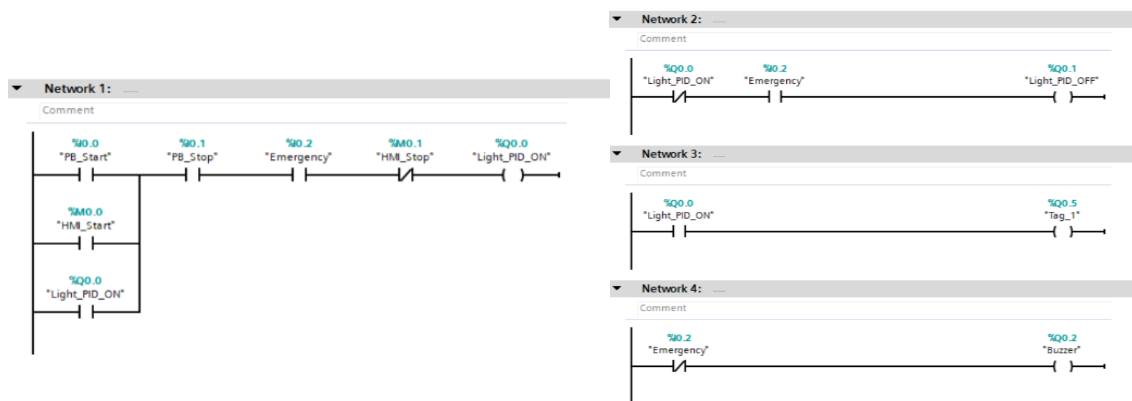 Network 1: ......
Comment
%I0.0
"PB_Start"
%I0.1
"PB_Stop"
%I0.2
"Emergency"
%M0.1
"HMI_Stop"
%Q0.0
"Light_PID_ON"
%M0.0
"HMI_Start"
%Q0.0
"Light_PID_ON"
Network 2: ......
Comment
%Q0.0
"Light_PID_ON"
%I0.2
"Emergency"
%Q0.1
"Light_PID_OFF"
Network 3: ......
Comment
%Q0.0
"Light_PID_ON"
%Q0.5
"Tag_1"
Network 4: ......
Comment
%I0.2
"Emergency"
%Q0.2
"Buzzer"